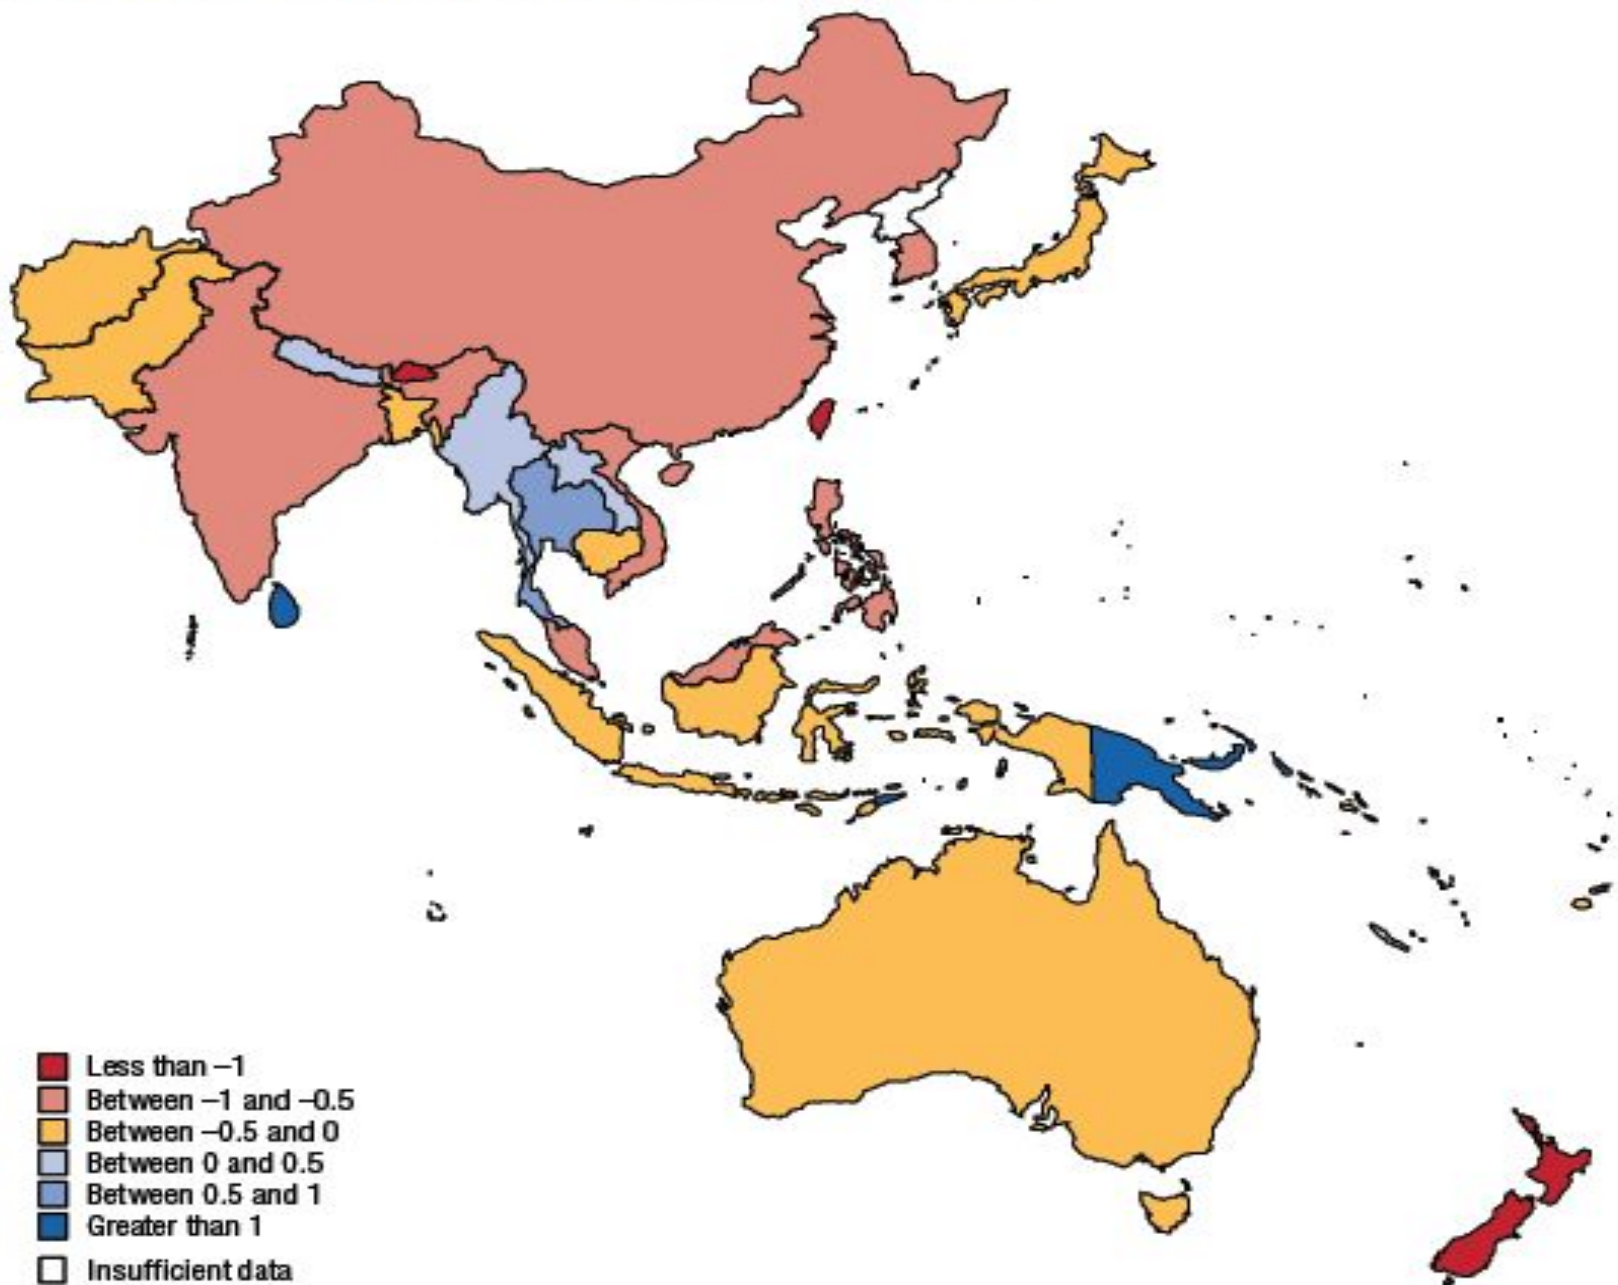 Less than –1
Between –1 and –0.5
Between –0.5 and 0
Between 0 and 0.5
Between 0.5 and 1
Greater than 1
Insufficient data